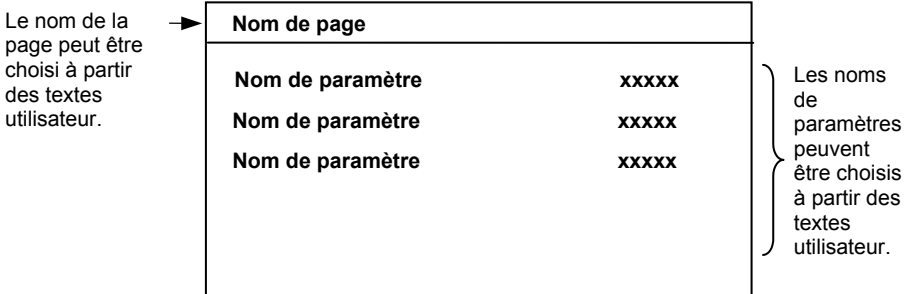 Le nom de la
page peut être
choisi à partir
des textes
utilisateur.
Nom de page
Nom de paramètre xxxxx
Nom de paramètre xxxxx
Nom de paramètre xxxxx
Les noms
de
paramètres
peuvent
être choisis
à partir des
textes
utilisateur.